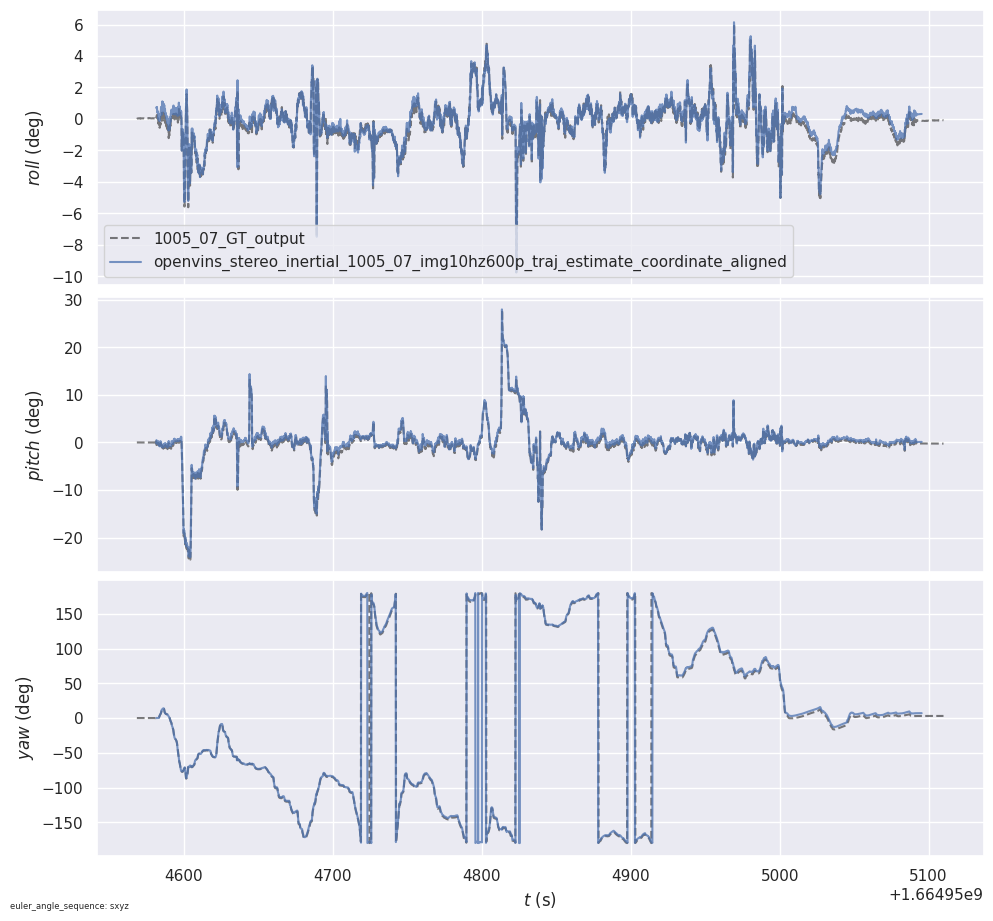 6
4
2
0
−2
−4
−6
−8
−10
roll (deg)
1005_07_GT_output
openvins_stereo_inertial_1005_07_img10hz600p_traj_estimate_coordinate_aligned
30
20
10
0
−10
−20
pitch (deg)
150
100
50
0
−50
−100
−150
yaw (deg)
4600 4700 4800 4900 5000 5100
+1.66495e9
t (s)
euler_angle_sequence: sxyz